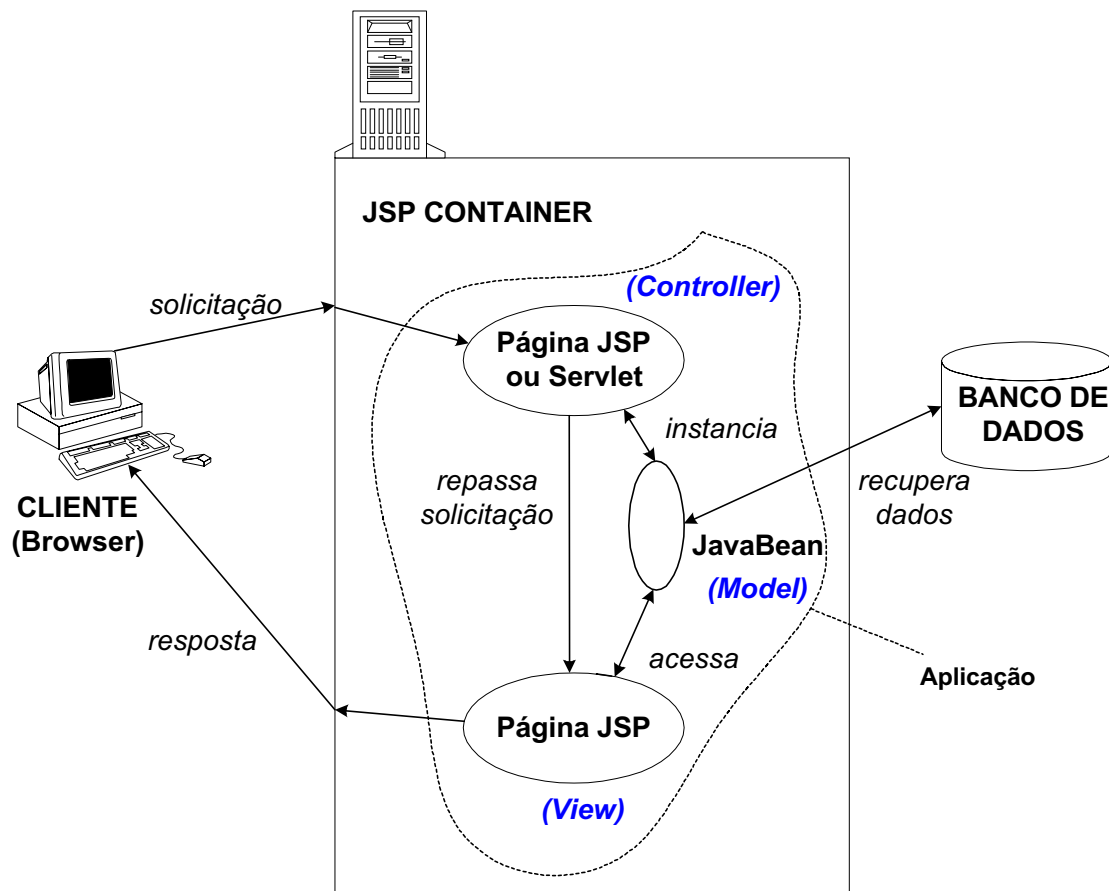 JSP CONTAINER
(Controller)
solicitação
Página JSP
ou Servlet
instancia
BANCO DE
DADOS
repassa
solicitação
recupera
dados
CLIENTE
(Browser)
JavaBean
(Model)
resposta
acessa
Aplicação
Página JSP
(View)